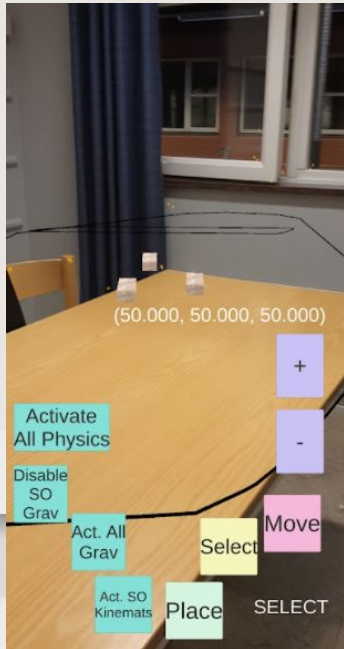 (50.000, 50.000, 50.000)
+
-
Activate
All Physics
Disable
SO
Grav
Act. All
Grav
Move
Select
Act. SO
Kinemats
Place
SELECT